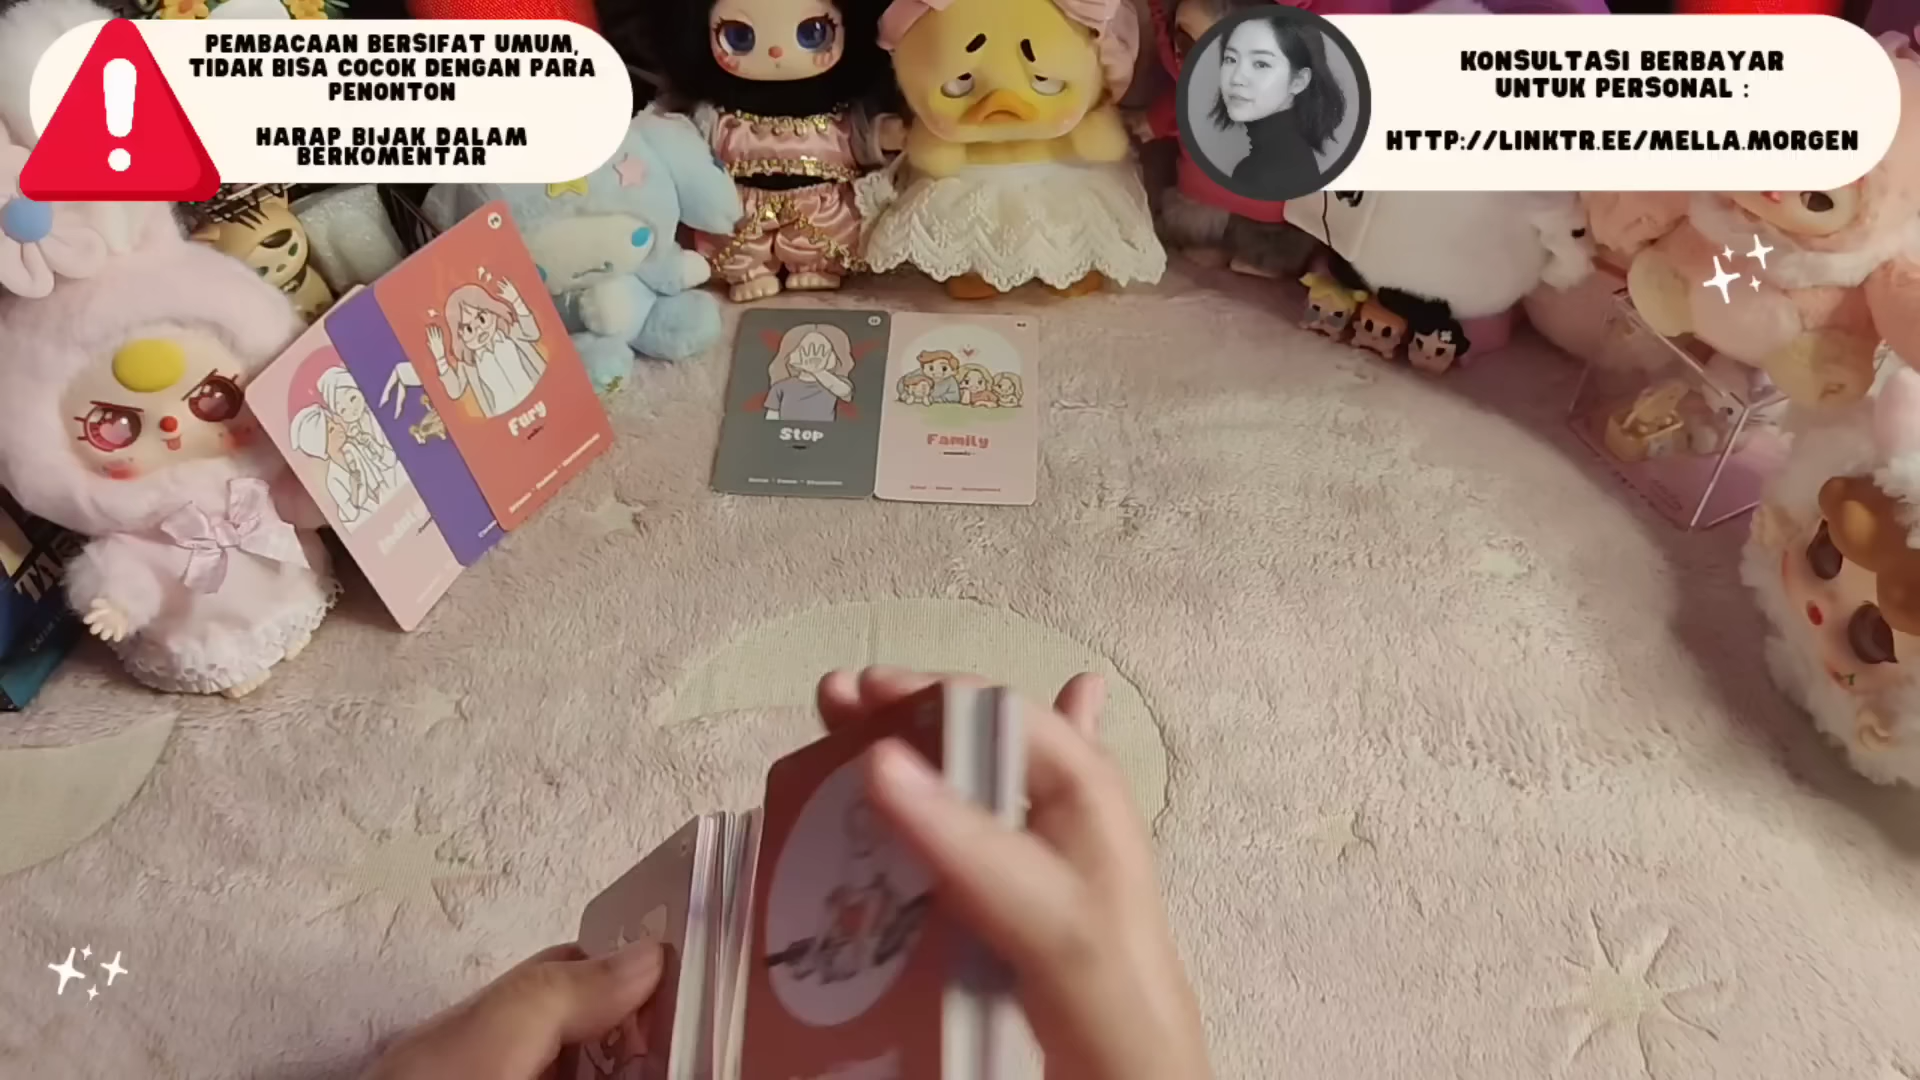 PEMBACAAN BERSIFAT UMUM,
TIDAK BISA COCOK DENGAN PARA
PENONTON
HARAP BIJAK DALAM
BERKOMENTAR
KONSULTASI BERBAYAR
UNTUK PERSONAL :
HTTP://LINKTR.EE/MELLA.MORGEN
Fury
Stop
Family